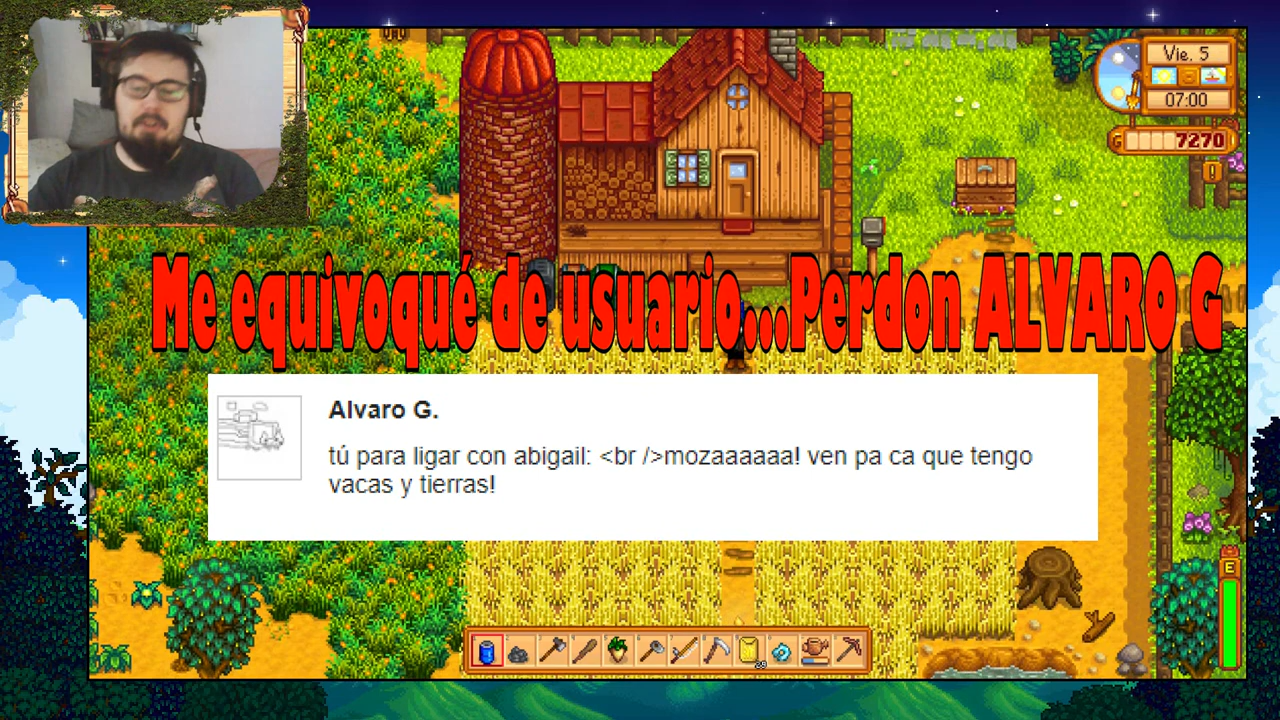 Vie. 5
07:00
G 7270
!
Me equivoqué de usuario...Perdon ALVARO G
Alvaro G.
tú para ligar con abigail: <br />mozaaaaaa! ven pa ca que tengo
vacas y tierras!
E
29